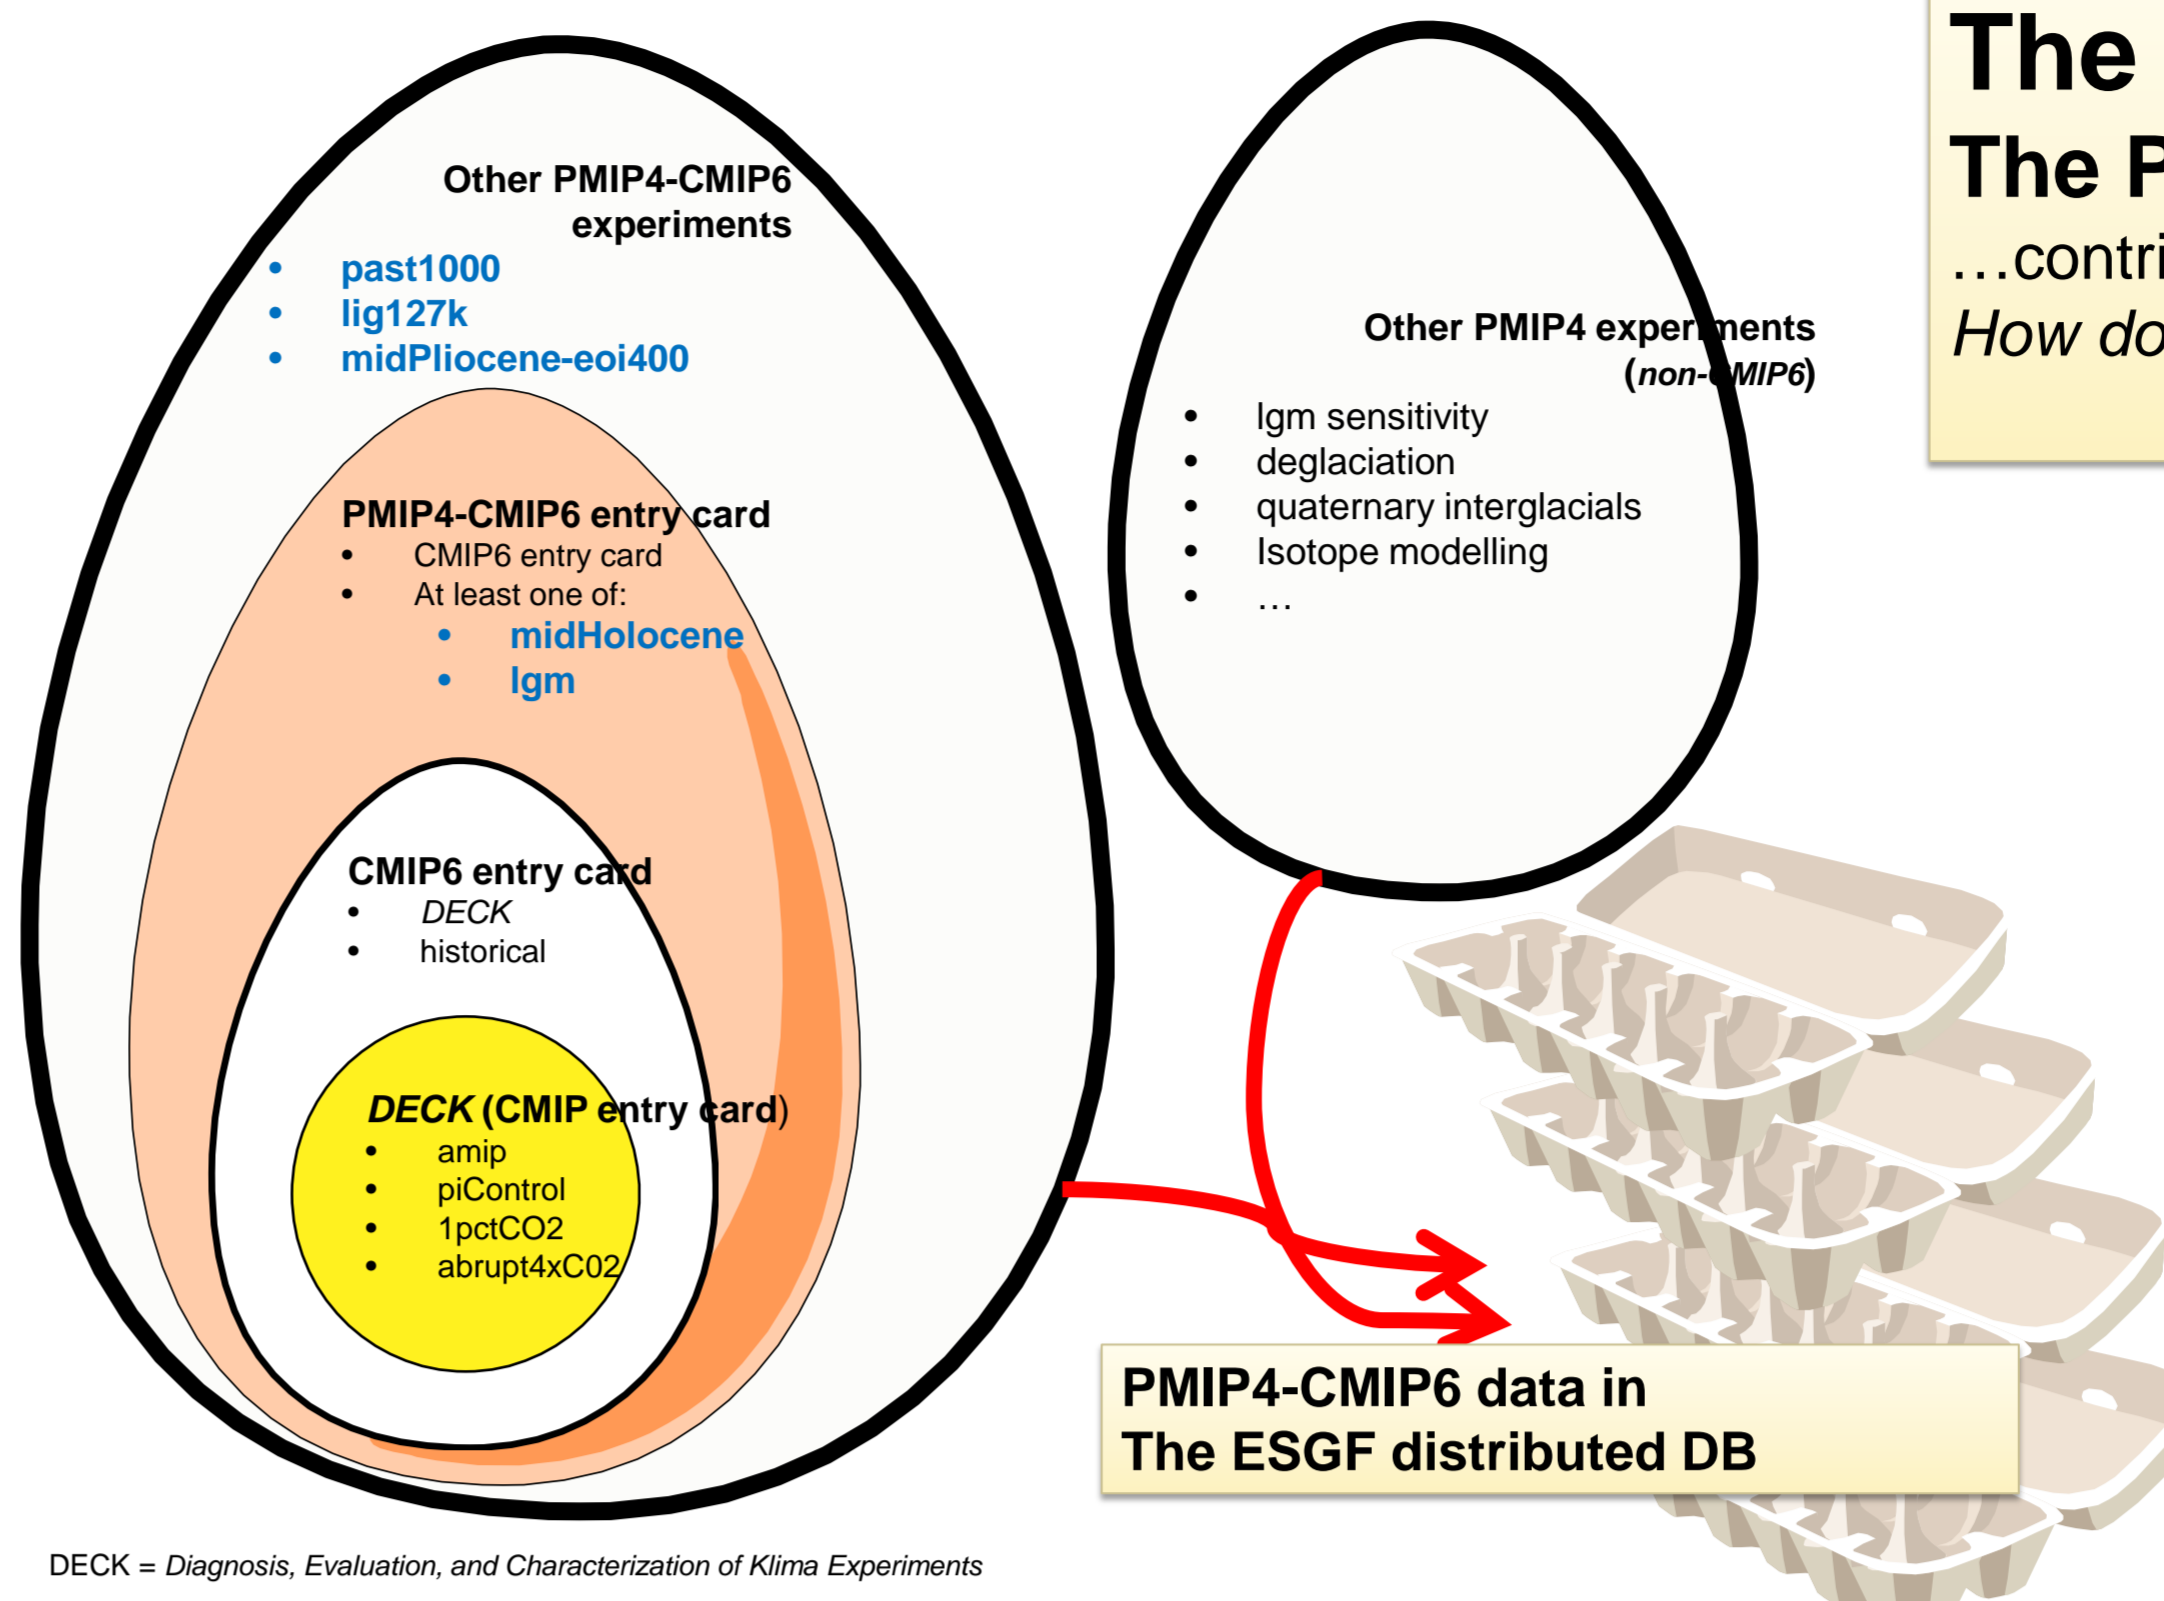 Other PMIP4-CMIP6
experiments
• past1000
• lig127k
• midPliocene-eoi400
PMIP4-CMIP6 entry card
• CMIP6 entry card
• At least one of:
• midHolocene
• lgm
CMIP6 entry card
• DECK
• historical
DECK (CMIP entry card)
• amip
• piControl
• 1pctCO2
• abrupt4xC02
Other PMIP4 experiments
(non-CMIP6)
• lgm sensitivity
• deglaciation
• quaternary interglacials
• Isotope modelling
• …
The
The P
…contri
How do
PMIP4-CMIP6 data in
The ESGF distributed DB
DECK = Diagnosis, Evaluation, and Characterization of Klima Experiments